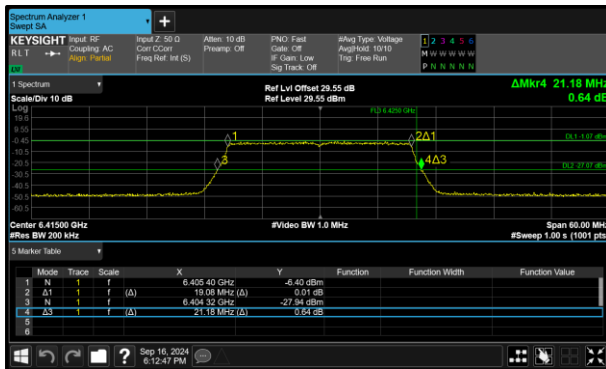 Spectrum Analyzer 1
Swept SA
+
KEYSIGHT Input: RF Input Z: 50 Ω Atten: 10 dB PNO: Fast #Avg Type: Voltage 1 2 3 4 5 6
RLT Coupling: AC Corr CCorr Preamp: Off Gate: Off Avg|Hold: 10/10 M W W W W W
Align: Partial Freq Ref: Int (S) IF Gain: Low Trig: Free Run
Sig Track: Off P N N N N N
1 Spectrum Ref Lvl Offset 29.55 dB ΔMkr4 21.18 MHz
Scale/Div 10 dB Ref Level 29.55 dBm 0.64 dB
Log
19.6
9.55
-0.45
-10.5
-20.5
-30.5
-40.5
-50.5
-60.5
1
2Δ1
DL1 -1.07 dBm
3
4Δ3
DL2 -27.07 dBm
Center 6.41500 GHz #Video BW 1.0 MHz Span 60.00 MHz
#Res BW 200 kHz #Sweep 1.00 s (1001 pts)
5 Marker Table
Mode Trace Scale X Y Function Function Width Function Value
1 N 1 f 6.405 40 GHz -6.40 dBm
2 Δ1 1 f (Δ) 19.08 MHz (Δ) 0.01 dB
3 N 1 f 6.404 32 GHz -27.94 dBm
4 Δ3 1 f (Δ) 21.18 MHz (Δ) 0.64 dB
5
6
? Sep 16, 2024
6:12:47 PM